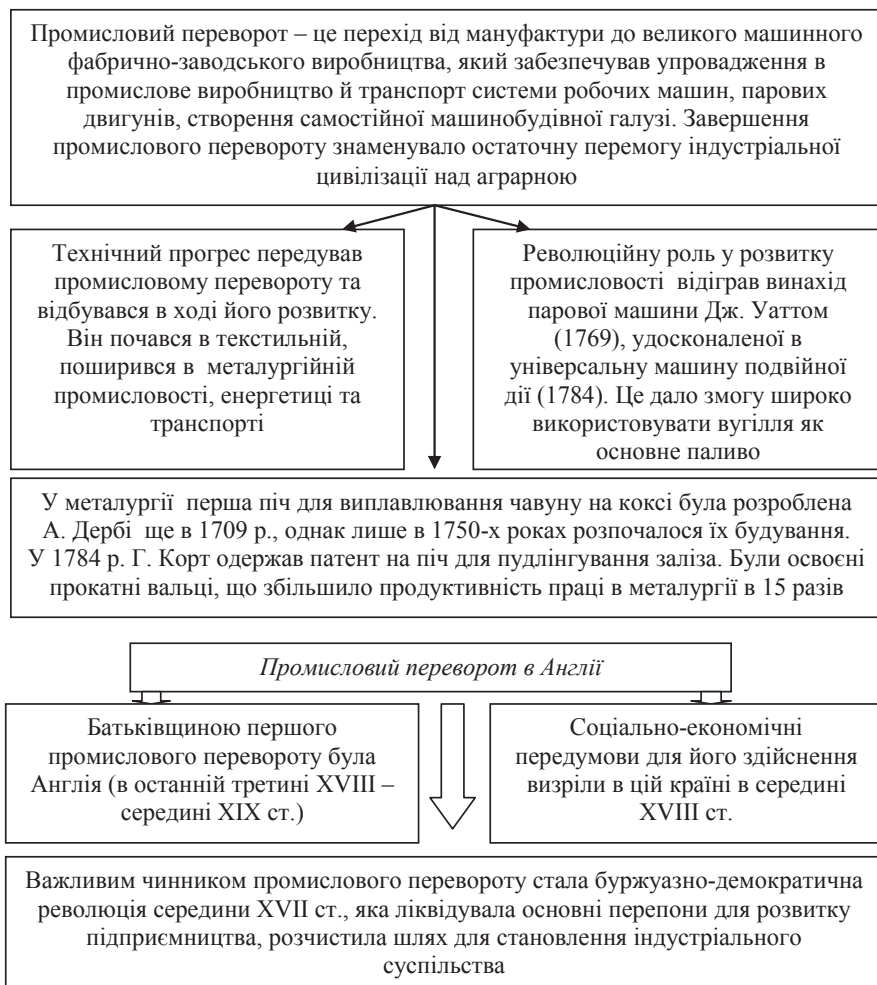 Промисловий переворот – це перехід від мануфактури до великого машинного
фабрично-заводського виробництва, який забезпечував упровадження в
промислове виробництво й транспорт системи робочих машин, парових
двигунів, створення самостійної машинобудівної галузі. Завершення
промислового перевороту знаменувало остаточну перемогу індустріальної
цивілізації над аграрною
Технічний прогрес передував
промисловому перевороту та
відбувався в ході його розвитку.
Він почався в текстильній,
поширився в металургійній
промисловості, енергетиці та
транспорті
Революційну роль у розвитку
промисловості відіграв винахід
парової машини Дж. Уаттом
(1769), удосконаленої в
універсальну машину подвійної
дії (1784). Це дало змогу широко
використовувати вугілля як
основне паливо
У металургії перша піч для виплавлювання чавуну на коксі була розроблена
А. Дербі ще в 1709 р., однак лише в 1750-х роках розпочалося їх будування.
У 1784 р. Г. Корт одержав патент на піч для пудлінгування заліза. Були освоєні
прокатні вальці, що збільшило продуктивність праці в металургії в 15 разів
Промисловий переворот в Англії
Батьківщиною першого
промислового перевороту була
Англія (в останній третині XVIII –
середині XIX ст.)
Соціально-економічні
передумови для його здійснення
визріли в цій країні в середині
XVIII ст.
Важливим чинником промислового перевороту стала буржуазно-демократична
революція середини XVII ст., яка ліквідувала основні перепони для розвитку
підприємництва, розчистила шлях для становлення індустріального
суспільства